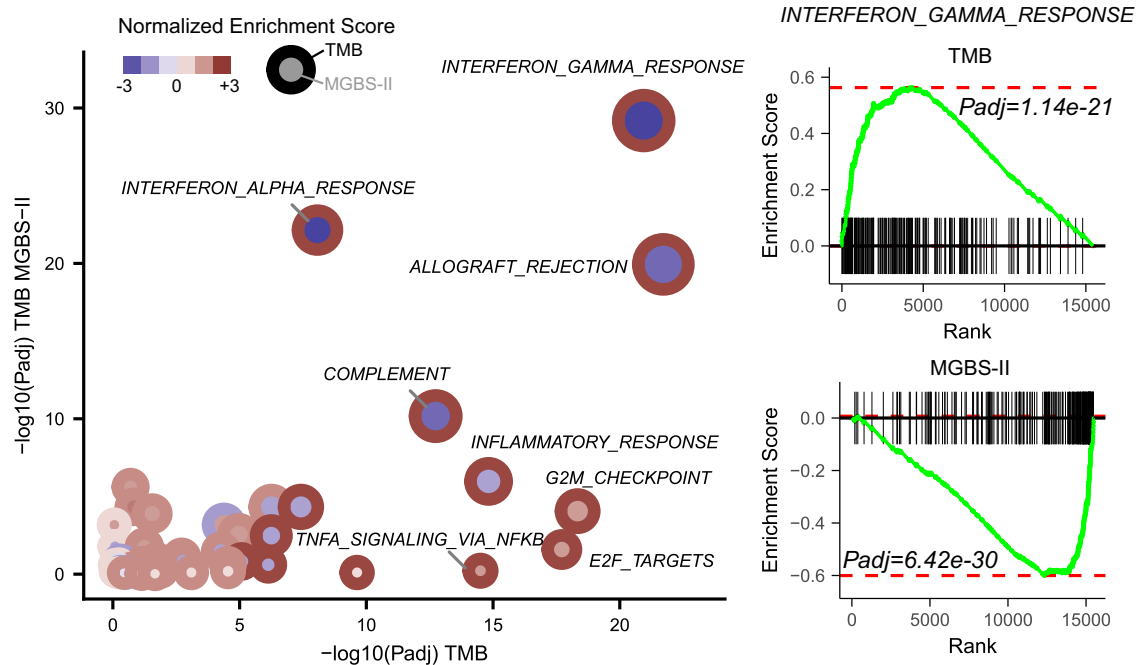 Normalized Enrichment Score
-3 0 +3
TMB
MGBS-II
INTERFERON_GAMMA_RESPONSE
INTERFERON_ALPHA_RESPONSE
ALLOGRAFT_REJECTION
COMPLEMENT
INFLAMMATORY_RESPONSE
G2M_CHECKPOINT
TNFA_SIGNALING_VIA_NFKB
E2F_TARGETS
−log10(Padj) TMB MGBS−II
30
20
10
0
0 5 10 15 20
−log10(Padj) TMB
INTERFERON_GAMMA_RESPONSE
TMB
Padj=1.14e-21
Enrichment Score
0.6
0.4
0.2
0.0
0 5000 10000 15000
Rank
MGBS-II
Enrichment Score
0.0
−0.2
−0.4
−0.6
Padj=6.42e-30
0 5000 10000 15000
Rank